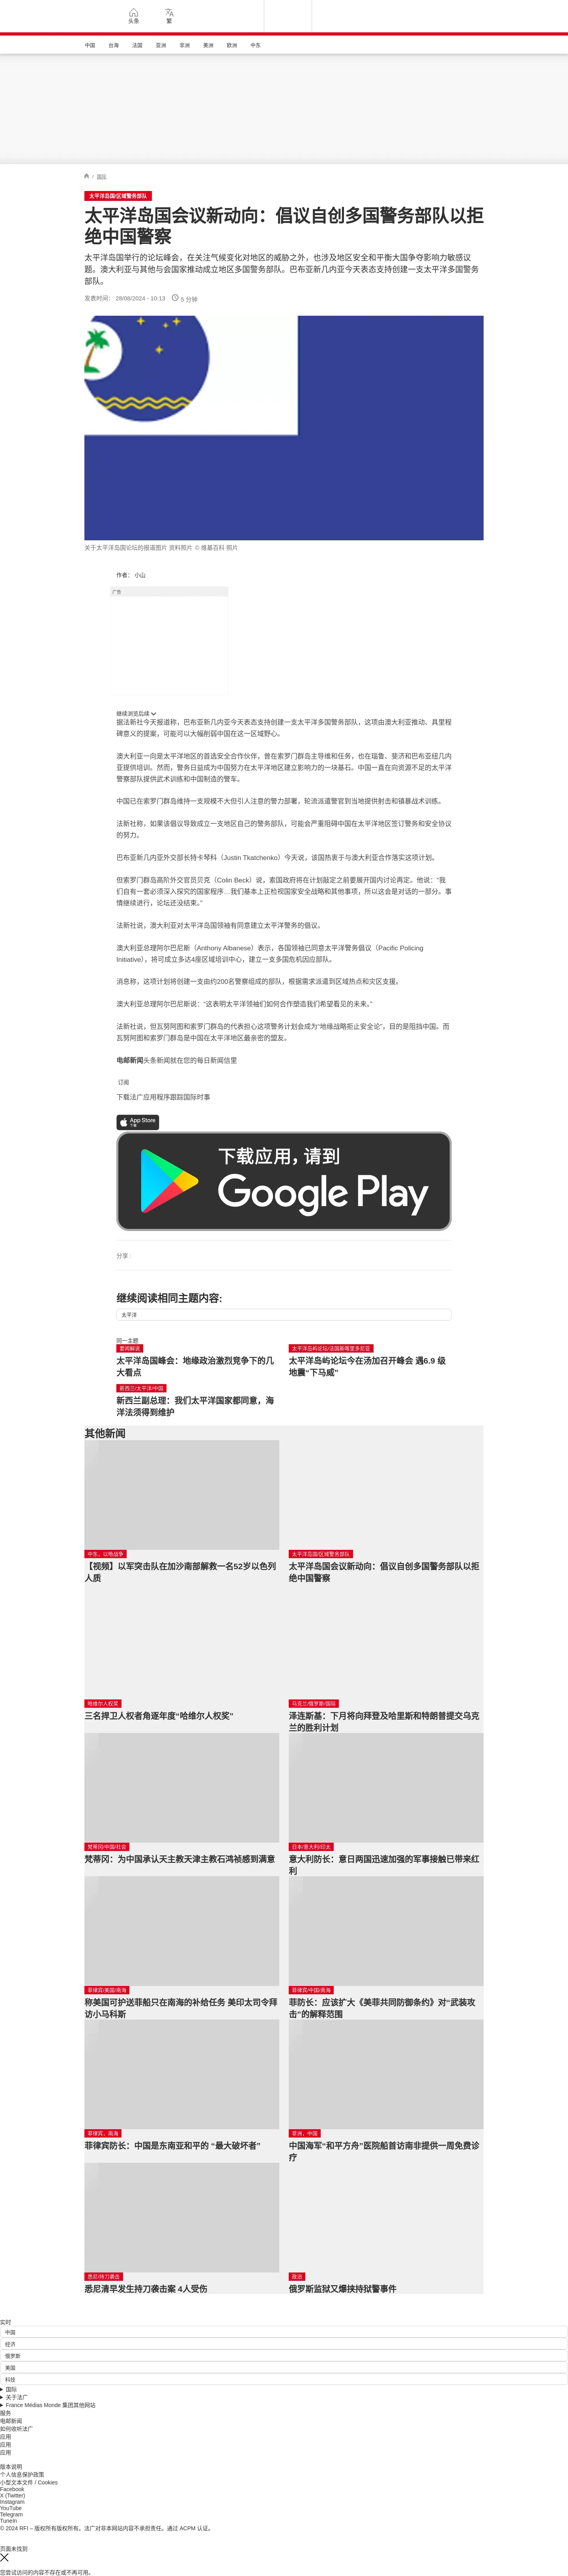 头条
繁
中国
台海
法国
亚洲
非洲
美洲
欧洲
中东
/ 国际
太平洋岛国/区域警务部队
太平洋岛国会议新动向：倡议自创多国警务部队以拒
绝中国警察
太平洋岛国举行的论坛峰会，在关注气候变化对地区的威胁之外，也涉及地区安全和平衡大国争夺影响力敏感议
题。澳大利亚与其他与会国家推动成立地区多国警务部队。巴布亚新几内亚今天表态支持创建一支太平洋多国警务
部队。
发表时间： 28/08/2024 - 10:13
5 分钟
关于太平洋岛国论坛的报道图片 资料照片 © 维基百科 照片
作者： 小山
广告
继续浏览后续
据法新社今天报道称，巴布亚新几内亚今天表态支持创建一支太平洋多国警务部队，这项由澳大利亚推动、具里程
碑意义的提案，可能可以大幅削弱中国在这一区域野心。
澳大利亚一向是太平洋地区的首选安全合作伙伴，曾在索罗门群岛主导维和任务，也在瑙鲁、斐济和巴布亚纽几内
亚提供培训。然而，警务日益成为中国努力在太平洋地区建立影响力的一块基石。中国一直在向资源不足的太平洋
警察部队提供武术训练和中国制造的警车。
中国已在索罗门群岛维持一支规模不大但引人注意的警力部署，轮流派遣警官到当地提供射击和镇暴战术训练。
法新社称，如果该倡议导致成立一支地区自己的警务部队，可能会严重阻碍中国在太平洋地区签订警务和安全协议
的努力。
巴布亚新几内亚外交部长特卡琴科（Justin Tkatchenko）今天说，该国热衷于与澳大利亚合作落实这项计划。
但索罗门群岛高阶外交官员贝克（Colin Beck）说，索国政府将在计划敲定之前要展开国内讨论再定。他说：“我
们自有一套必须深入探究的国家程序…我们基本上正检视国家安全战略和其他事项，所以这会是对话的一部分。事
情继续进行，论坛还没结束。”
法新社说，澳大利亚对太平洋岛国领袖有同意建立太平洋警务的倡议。
澳大利亚总理阿尔巴尼斯（Anthony Albanese）表示，各国领袖已同意太平洋警务倡议（Pacific Policing
Initiative），将可成立多达4座区域培训中心，建立一支多国危机因应部队。
消息称，这项计划将创建一支由约200名警察组成的部队，根据需求派遣到区域热点和灾区支援。
澳大利亚总理阿尔巴尼斯说：“这表明太平洋领袖们如何合作塑造我们希望看见的未来。”
法新社说，但瓦努阿图和索罗门群岛的代表担心这项警务计划会成为“地缘战略拒止安全论”，目的是阻挡中国。而
瓦努阿图和索罗门群岛是中国在太平洋地区最亲密的盟友。
电邮新闻头条新闻就在您的每日新闻信里
订阅
下载法广应用程序跟踪国际时事
App Store
下载
下载应用，请到
Google Play
分享 :
继续阅读相同主题内容:
太平洋
同一主题
要闻解说
太平洋岛国峰会：地缘政治激烈竞争下的几
大看点
太平洋岛屿论坛/法国新喀里多尼亚
太平洋岛屿论坛今在汤加召开峰会 遇6.9 级
地震“下马威”
新西兰/太平洋/中国
新西兰副总理：我们太平洋国家都同意，海
洋法须得到维护
其他新闻
中东，以哈战争
【视频】以军突击队在加沙南部解救一名52岁以色列
人质
太平洋岛国/区域警务部队
太平洋岛国会议新动向：倡议自创多国警务部队以拒
绝中国警察
哈维尔人权奖
三名捍卫人权者角逐年度“哈维尔人权奖”
乌克兰/俄罗斯/国际
泽连斯基：下月将向拜登及哈里斯和特朗普提交乌克
兰的胜利计划
梵蒂冈/中国/社会
梵蒂冈：为中国承认天主教天津主教石鸿祯感到满意
日本/意大利/印太
意大利防长：意日两国迅速加强的军事接触已带来红
利
菲律宾/美国/南海
称美国可护送菲船只在南海的补给任务 美印太司令拜
访小马科斯
菲律宾/中国/南海
菲防长：应该扩大《美菲共同防御条约》对“武装攻
击”的解释范围
菲律宾，南海
菲律宾防长：中国是东南亚和平的 “最大破坏者”
非洲，中国
中国海军“和平方舟”医院船首访南非提供一周免费诊
疗
悉尼/持刀袭击
悉尼清早发生持刀袭击案 4人受伤
政治
俄罗斯监狱又爆挟持狱警事件
实时
中国
经济
俄罗斯
美国
科技
国际
关于法广
France Médias Monde 集团其他网站
服务
电邮新闻
如何收听法广
应用
应用
应用
版本说明
个人信息保护政策
小型文本文件 / Cookies
Facebook
X (Twitter)
Instagram
YouTube
Telegram
TuneIn
© 2024 RFI – 版权所有版权所有。法广对非本网站内容不承担责任。通过 ACPM 认证。
页面未找到
您尝试访问的内容不存在或不再可用。